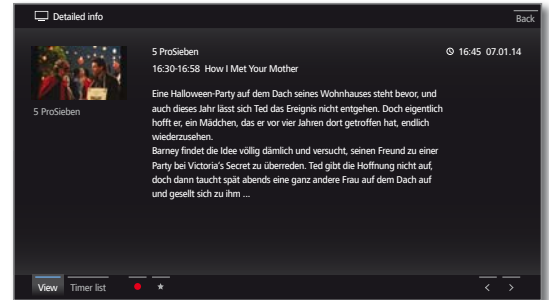 Detailed info
Back
5 ProSieben
16:45 07.01.14
16:30-16:58 How I Met Your Mother
Eine Halloween-Party auf dem Dach seines Wohnhauses steht bevor, und
auch dieses Jahr lässt sich Ted das Ereignis nicht entgehen. Doch eigentlich
hofft er, ein Mädchen, das er vor vier Jahren dort getroffen hat, endlich
wiederzusehen.
Barney findet die Idee völlig dämlich und versucht, seinen Freund zu einer
Party bei Victoria's Secret zu überreden. Ted gibt die Hoffnung nicht auf,
doch dann taucht spät abends eine ganz andere Frau auf dem Dach auf
und gesellt sich zu ihm ...
5 ProSieben
View Timer list